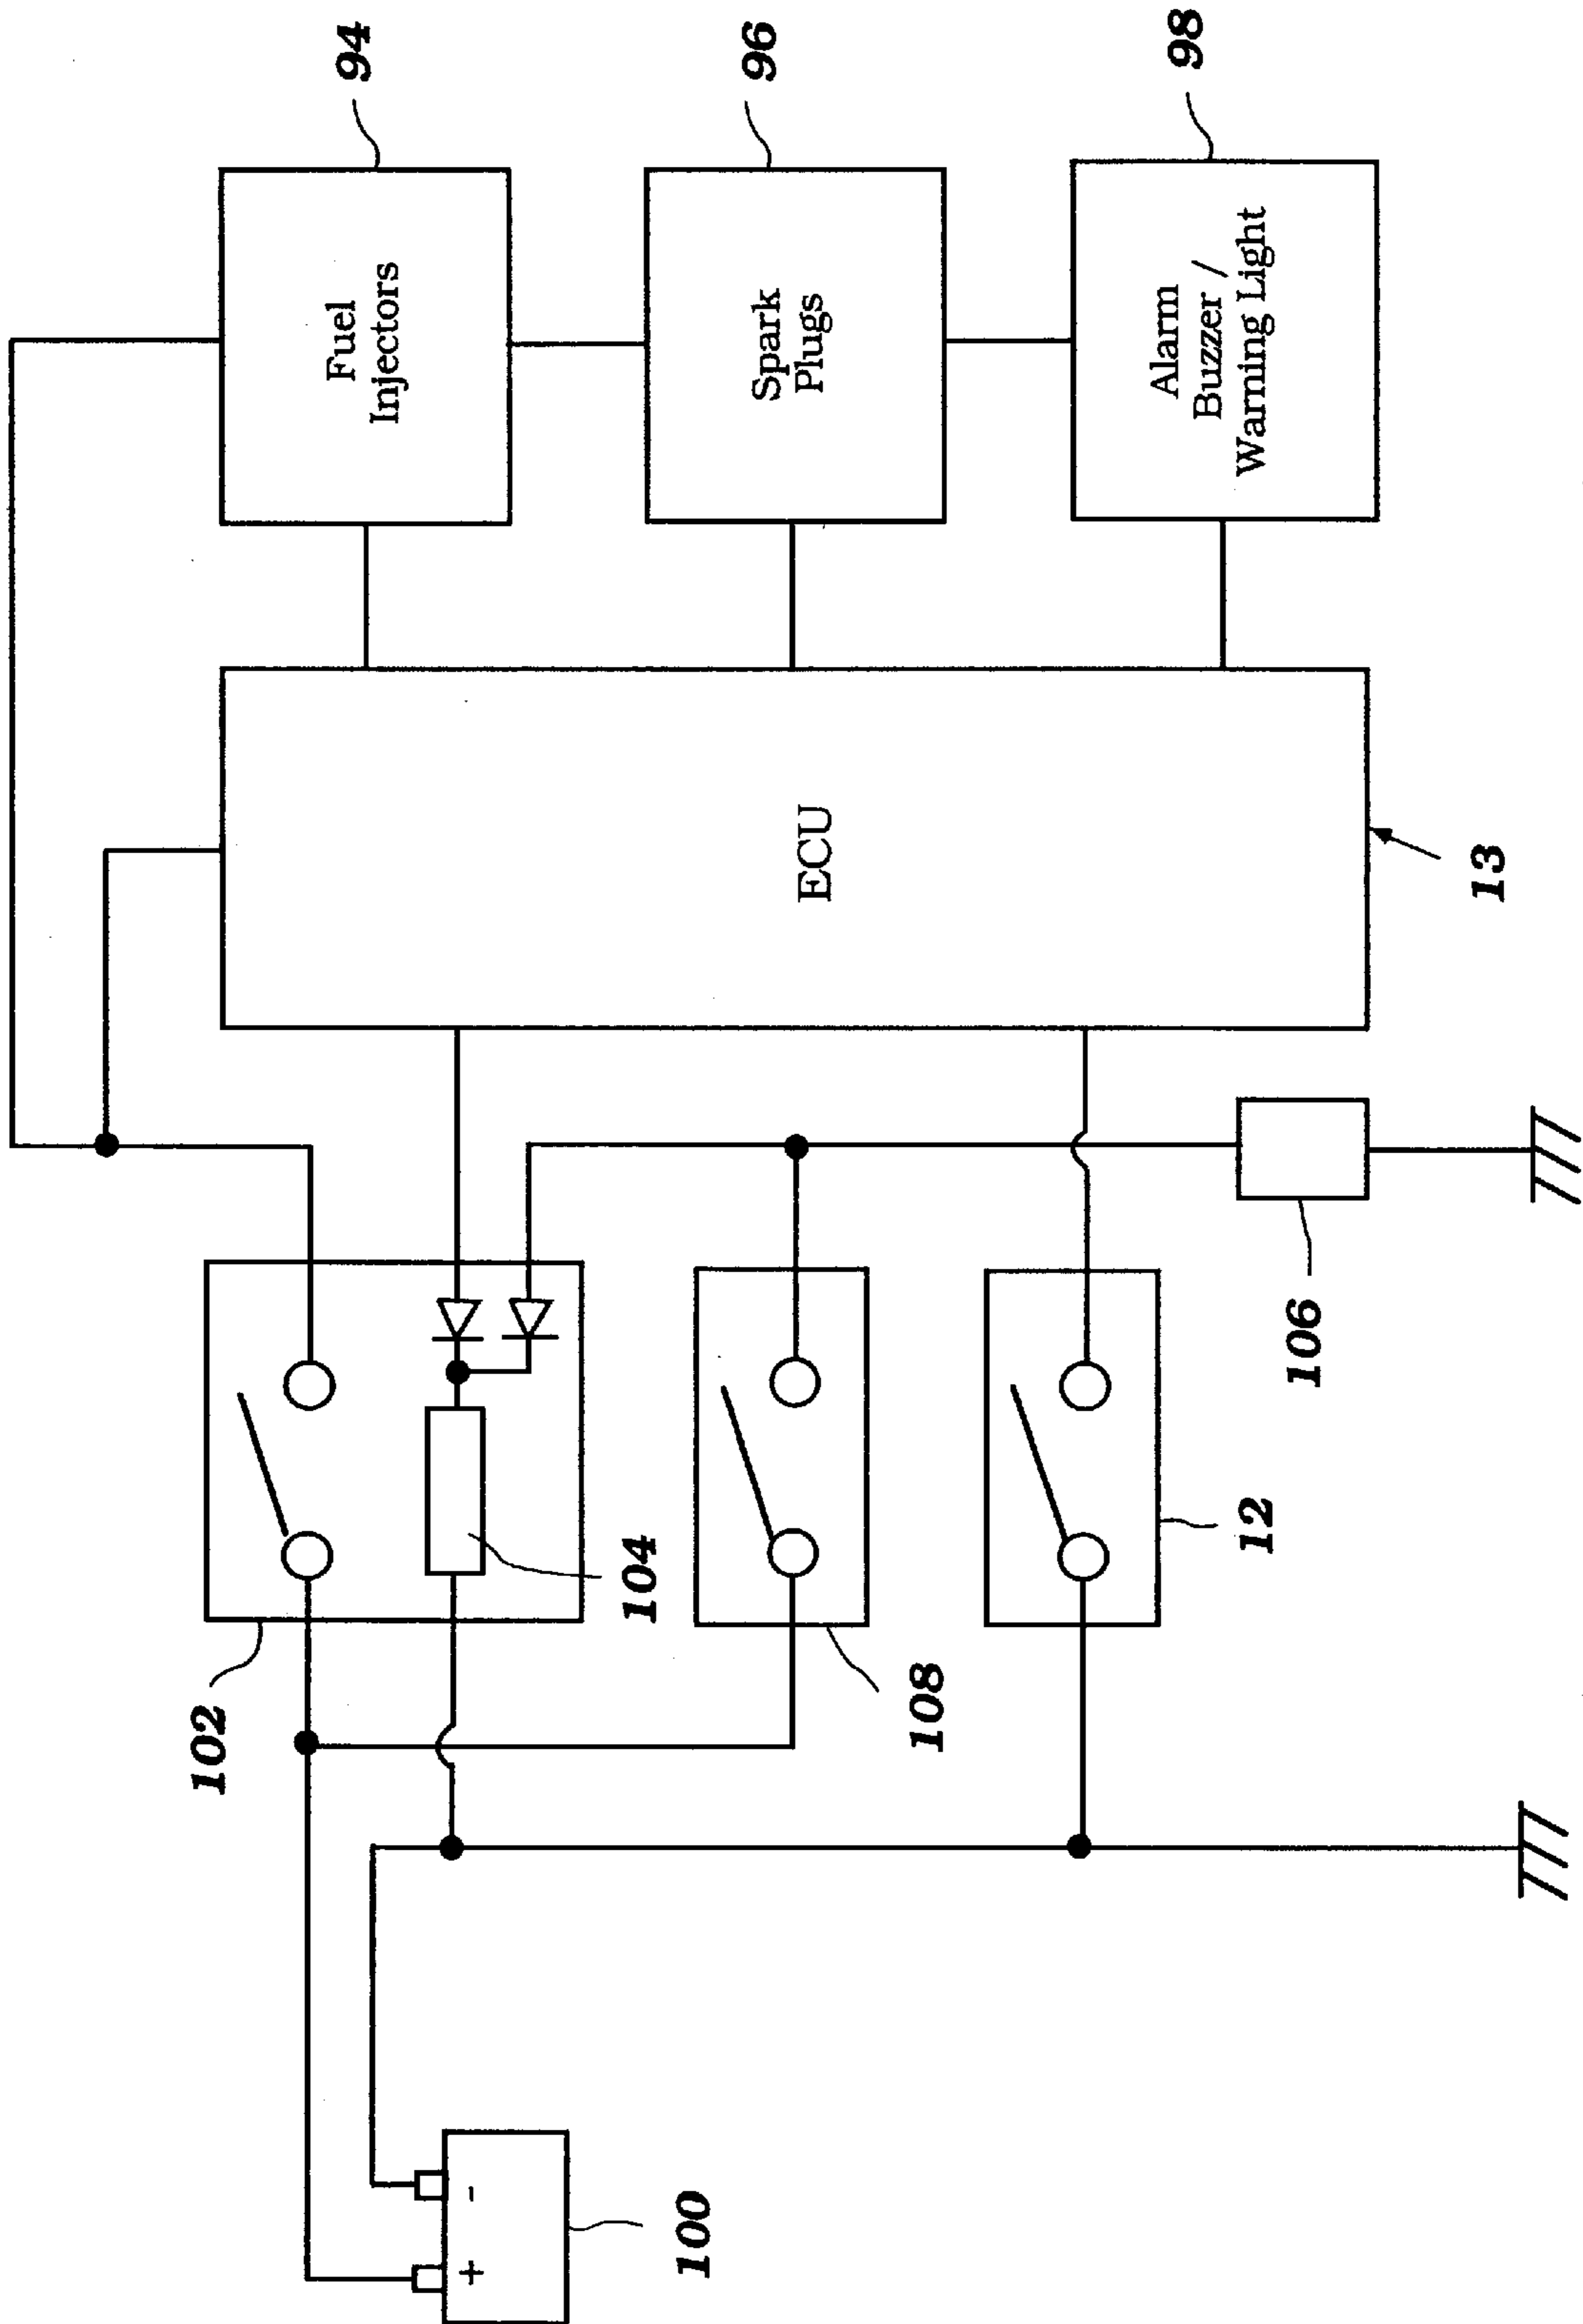 94
96
98
Fuel
Injectors
Spark
Plugs
Alarm
Buzzer /
Warning Light
ECU
13
102
104
108
12
106
100
+
-